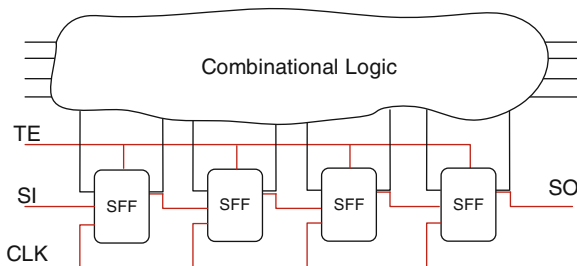 Combinational Logic
TE
SI
SFF
SFF
SFF
SFF
SO
CLK